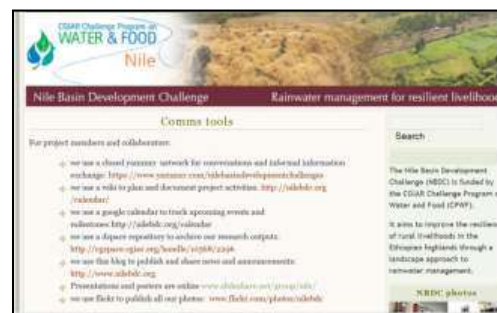 CGIAR Challenge Program on
WATER & FOOD
Nile
Nile Basin Development Challenge
Rainwater management for resilient livelihoo
Comms tools
For project members and collaborators:
we use a closed yammer network for conversations and informal information
exchange: https://www.yammer.com/nilebasindevelopmentchallenges
we use a wiki to plan and document project activities. http://nilebdc.org
/calendar/
we use a google calendar to track upcoming events and
milestones http://nilebdc.org/calendar
we use a dspace repository to archive our research outputs:
http://cgspace.cgiar.org/handle/10568/2296
we use this blog to publish and share news and announcements:
http://www.nilebdc.org
Presentations and posters are online www.slideshare.net/group/nile/
we use flickr to publish all our photos: www.flickr.com/photos/nilebdc
Search
The Nile Basin Development
Challenge (NBDC) is funded by
the CGIAR Challenge Program o
Water and Food (CPWF).
It aims to improve the resilienc
of rural livelihoods in the
Ethiopian highlands through a
landscape approach to
rainwater management.
NBDC photos